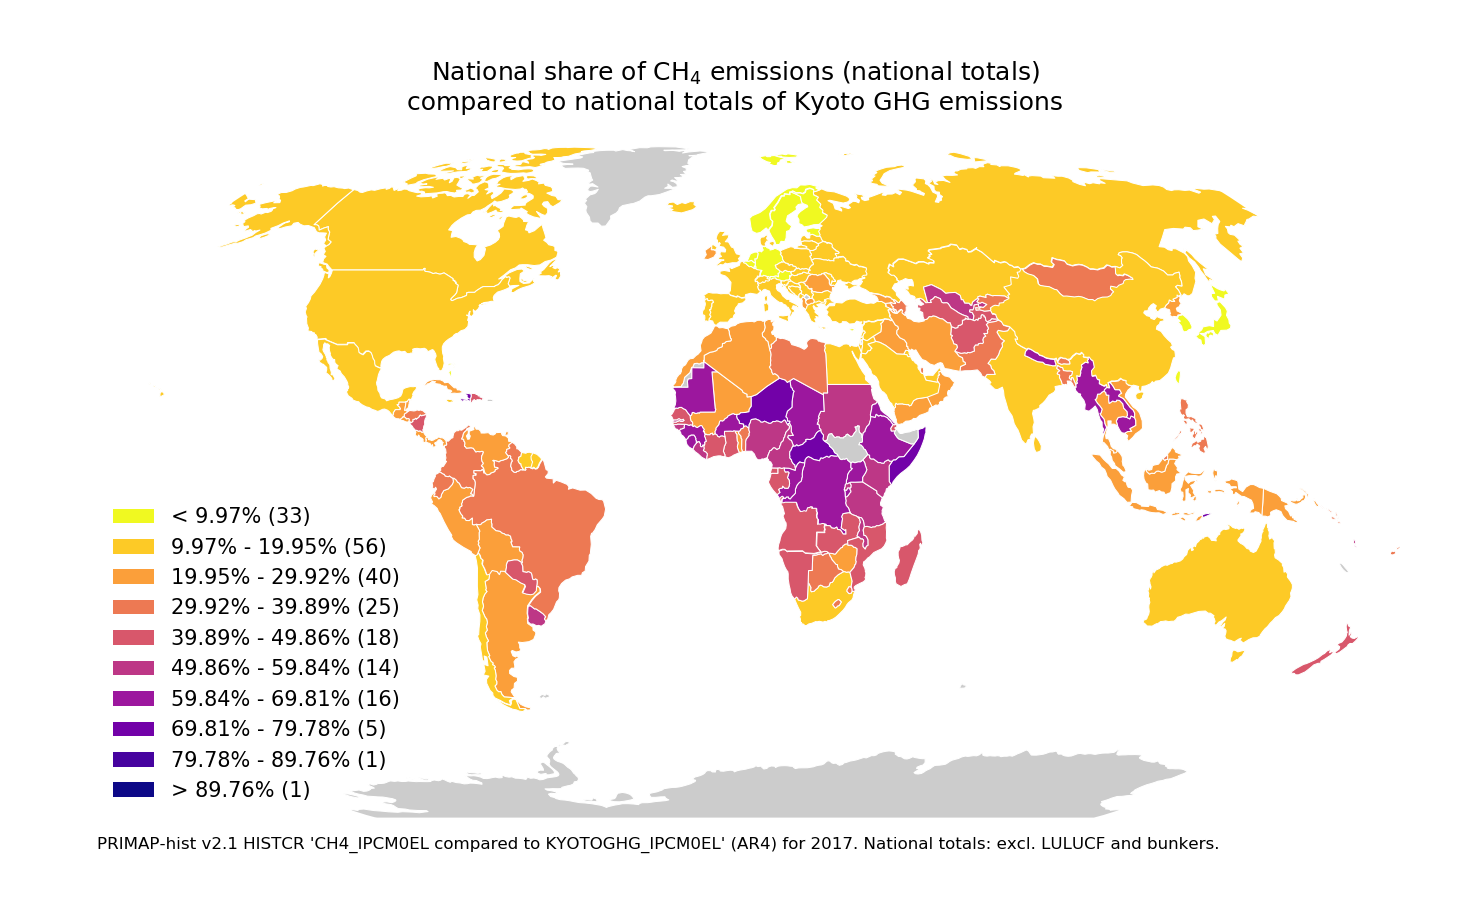 National share of CH₄ emissions (national totals)
compared to national totals of Kyoto GHG emissions
< 9.97% (33)
9.97% - 19.95% (56)
19.95% - 29.92% (40)
29.92% - 39.89% (25)
39.89% - 49.86% (18)
49.86% - 59.84% (14)
59.84% - 69.81% (16)
69.81% - 79.78% (5)
79.78% - 89.76% (1)
> 89.76% (1)
PRIMAP-hist v2.1 HISTCR 'CH4_IPCM0EL compared to KYOTOGHG_IPCM0EL' (AR4) for 2017. National totals: excl. LULUCF and bunkers.